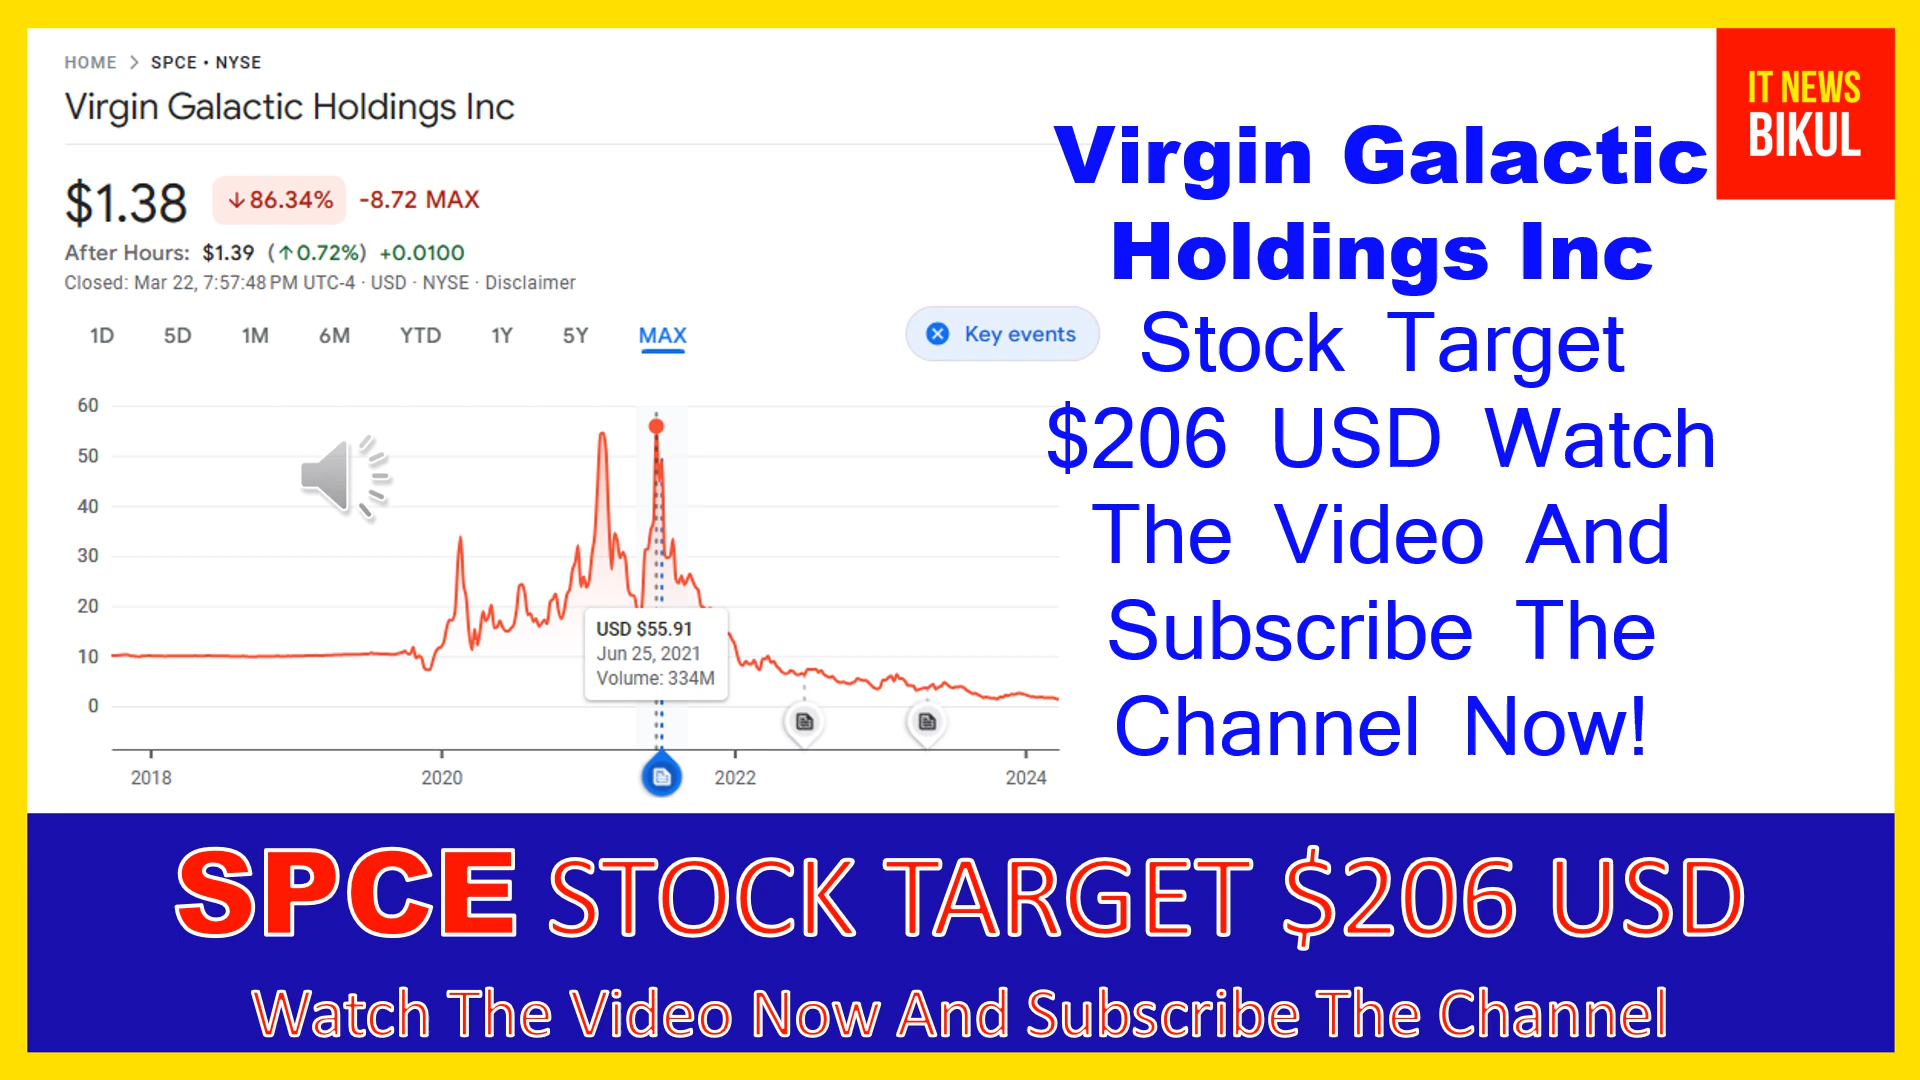 HOME > SPCE • NYSE
Virgin Galactic Holdings Inc
$1.38 ↓86.34% -8.72 MAX
After Hours: $1.39 (↑0.72%) +0.0100
Closed: Mar 22, 7:57:48 PM UTC-4 · USD · NYSE · Disclaimer
1D 5D 1M 6M YTD 1Y 5Y MAX
Key events
60
50
40
30
20
10
0
USD $55.91
Jun 25, 2021
Volume: 334M
2018 2020 2022 2024
IT NEWS
BIKUL
Virgin Galactic
Holdings Inc
Stock Target
$206 USD Watch
The Video And
Subscribe The
Channel Now!
SPCE STOCK TARGET $206 USD
Watch The Video Now And Subscribe The Channel